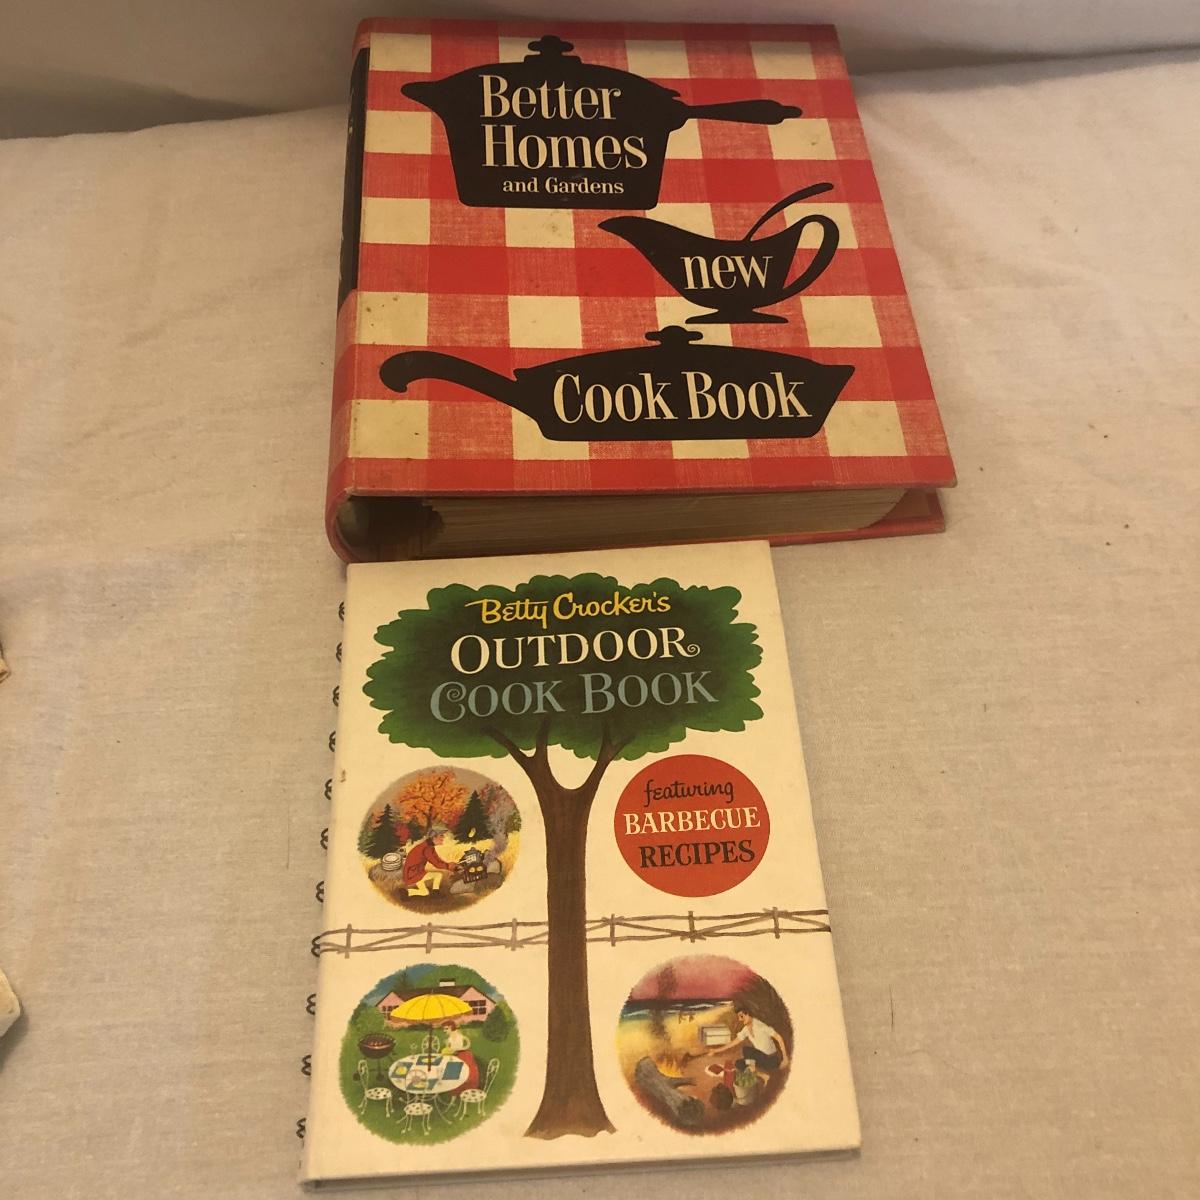 Better
Homes
and Gardens
new
Cook Book
Betty Crocker's
OUTDOOR
COOK BOOK
featuring
BARBECUE
RECIPES